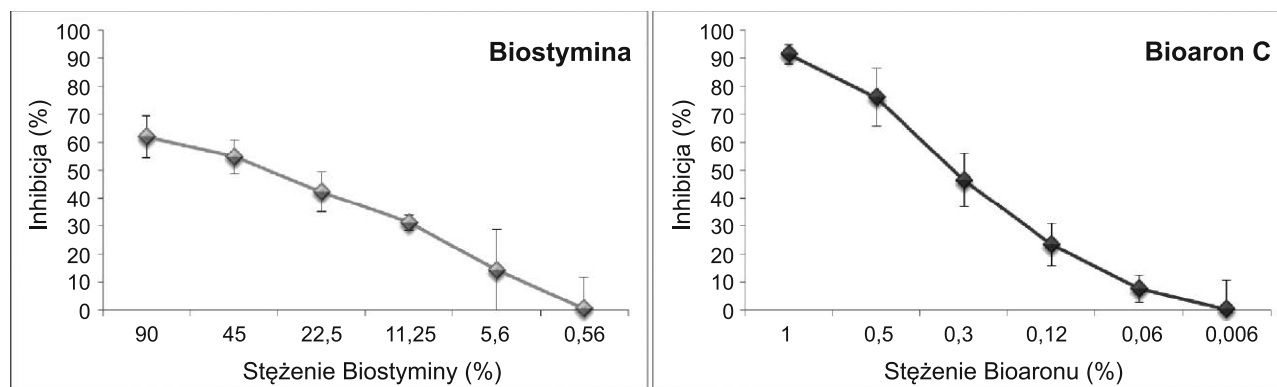 Biostymina
Inhibicja (%)
100
90
80
70
60
50
40
30
20
10
0
90 45 22,5 11,25 5,6 0,56
Stężenie Biostyminy (%)
Bioaron C
Inhibicja (%)
100
90
80
70
60
50
40
30
20
10
0
1 0,5 0,3 0,12 0,06 0,006
Stężenie Bioaronu (%)